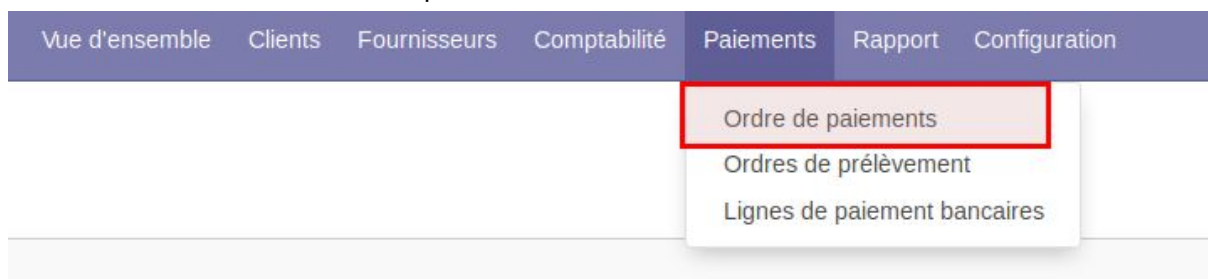 Vue d'ensemble Clients Fournisseurs Comptabilité Paiements Rapport Configuration
Ordre de paiements
Ordres de prélèvement
Lignes de paiement bancaires